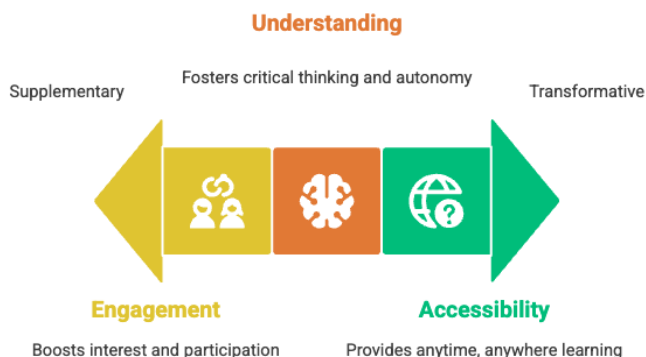 Understanding
Fosters critical thinking and autonomy
Supplementary
Transformative
?
Engagement
Accessibility
Boosts interest and participation
Provides anytime, anywhere learning